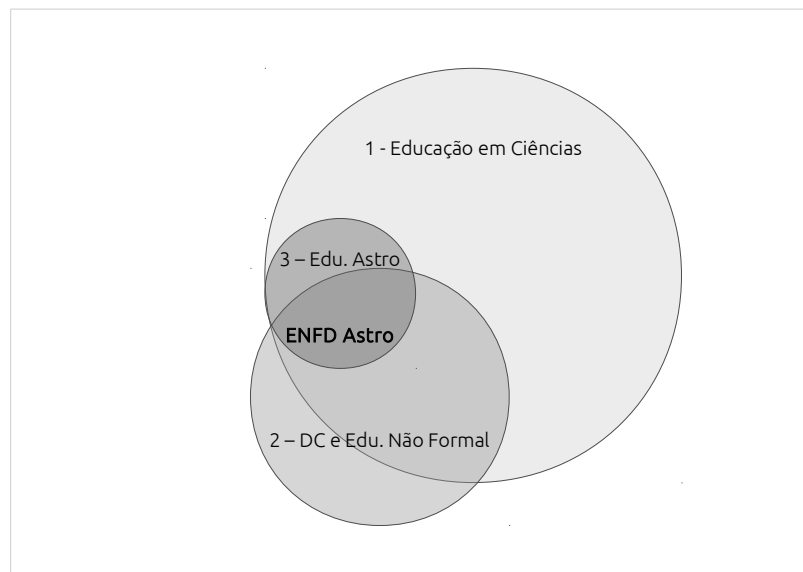 1 - Educação em Ciências
3 – Edu. Astro
ENFD Astro
2 – DC e Edu. Não Formal